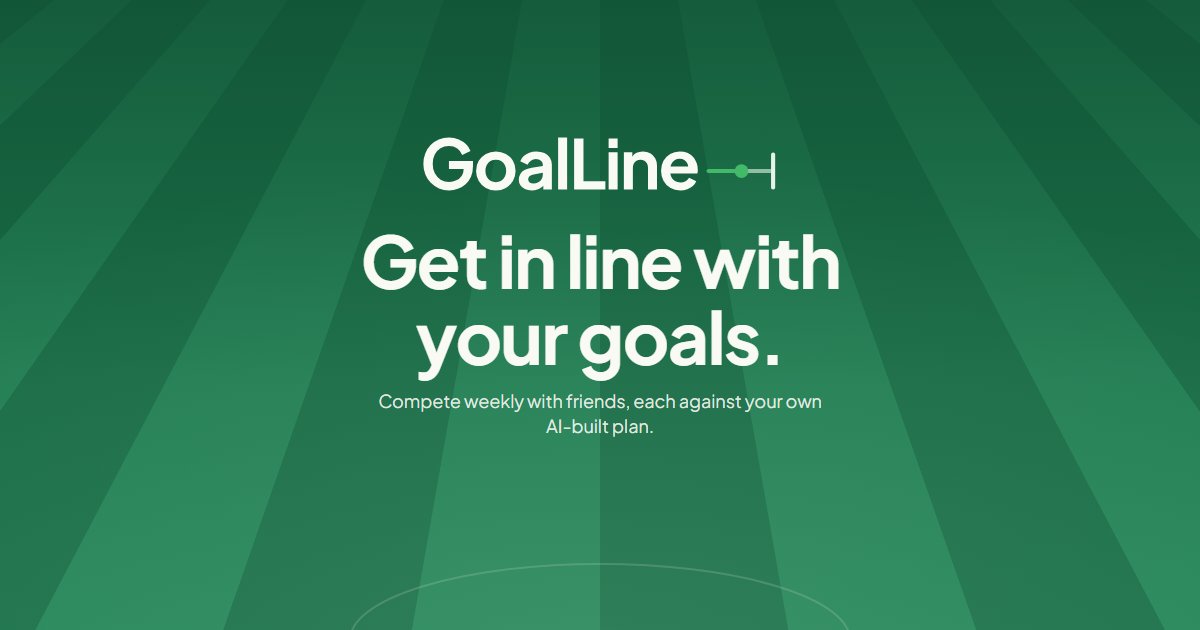 GoalLine
Get in line with
your goals.
Compete weekly with friends, each against your own
AI-built plan.